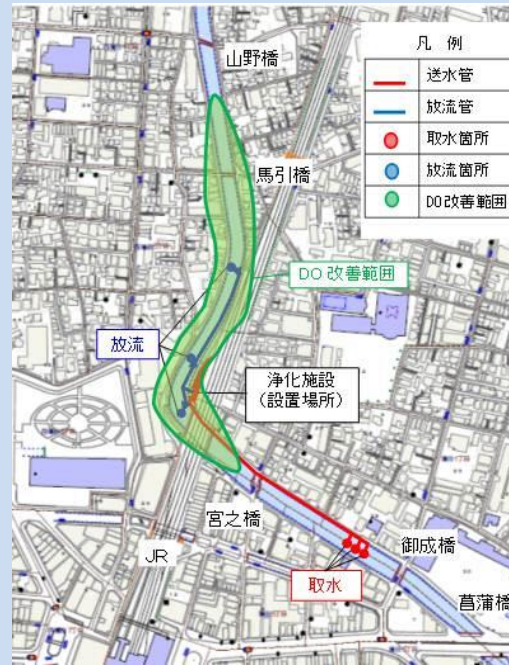 山野橋
凡 例
送水管
放流管
取水箇所
放流箇所
DO改善範囲
馬引橋
DO 改善範囲
放流
浄化施設
(設置場所)
宮之橋
御成橋
JR
取水
菖蒲橋